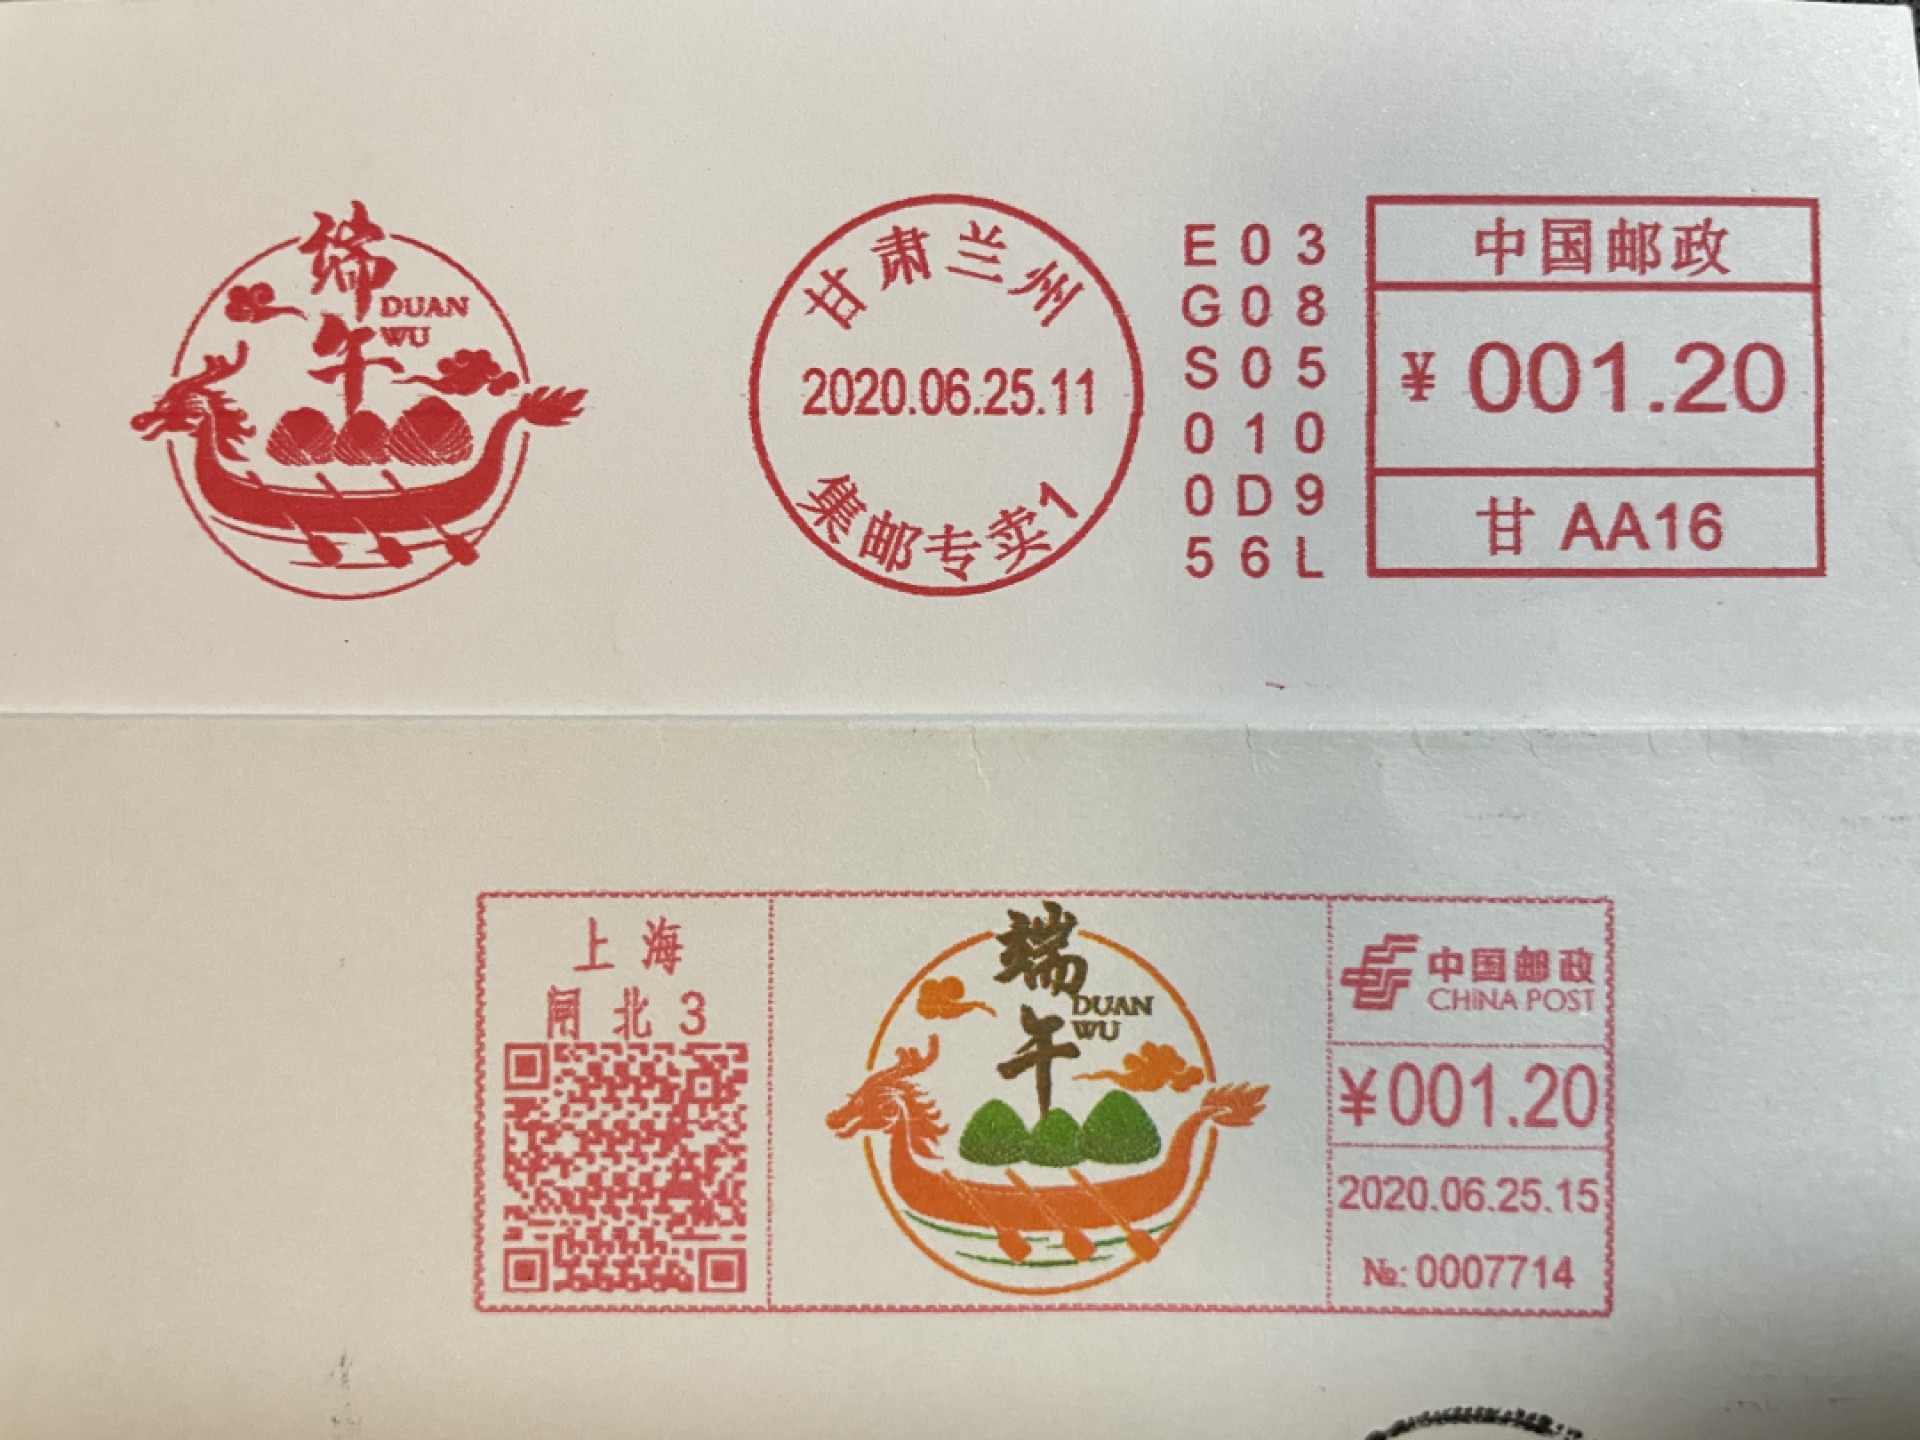 端午
DUAN
WU
甘肃兰州
2020.06.25.11
集邮专卖1
E03
G08
S05
010
0D9
56L
中国邮政
¥ 001.20
甘 AA16
上海
闸北3
端午
DUAN
WU
中国邮政
CHINA POST
¥001.20
2020.06.25.15
№: 0007714